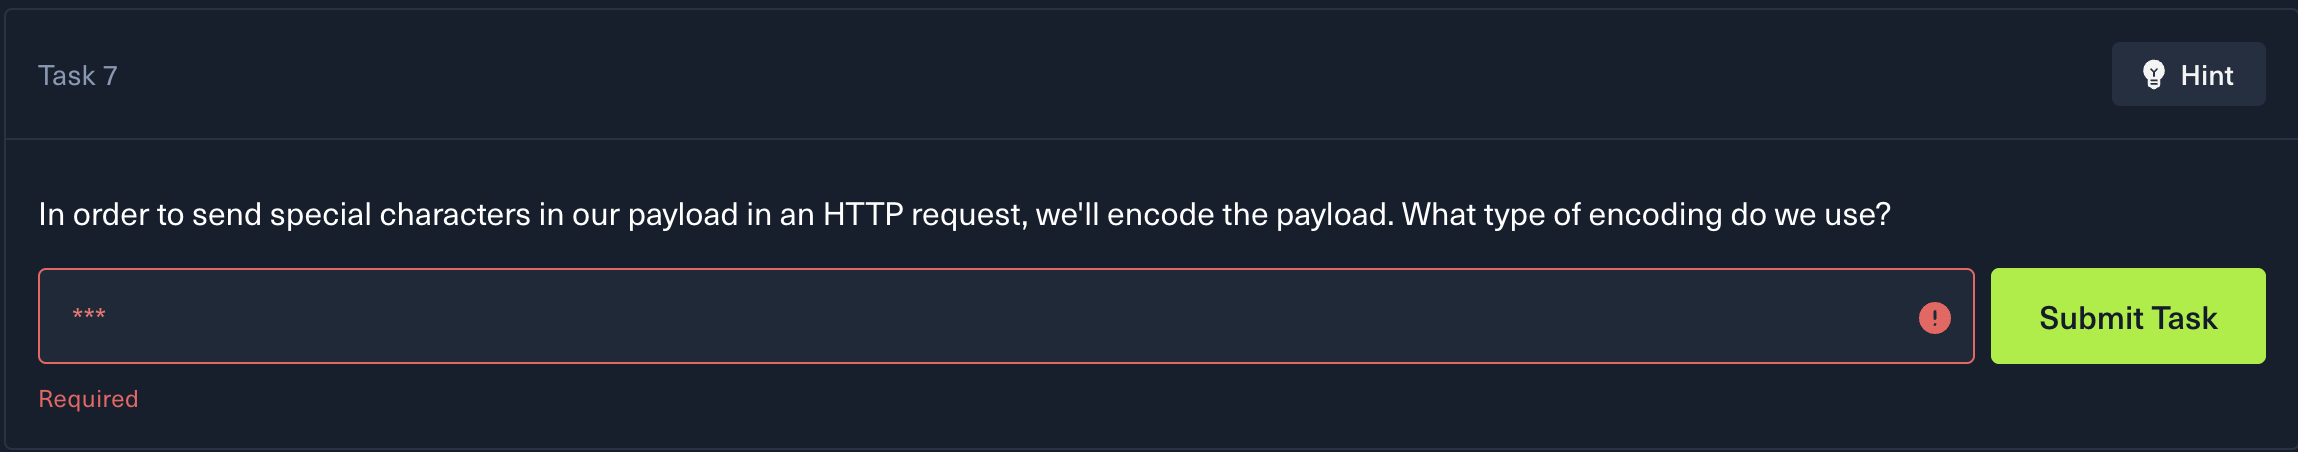 Task 7
Hint
In order to send special characters in our payload in an HTTP request, we'll encode the payload. What type of encoding do we use?
***
Submit Task
Required